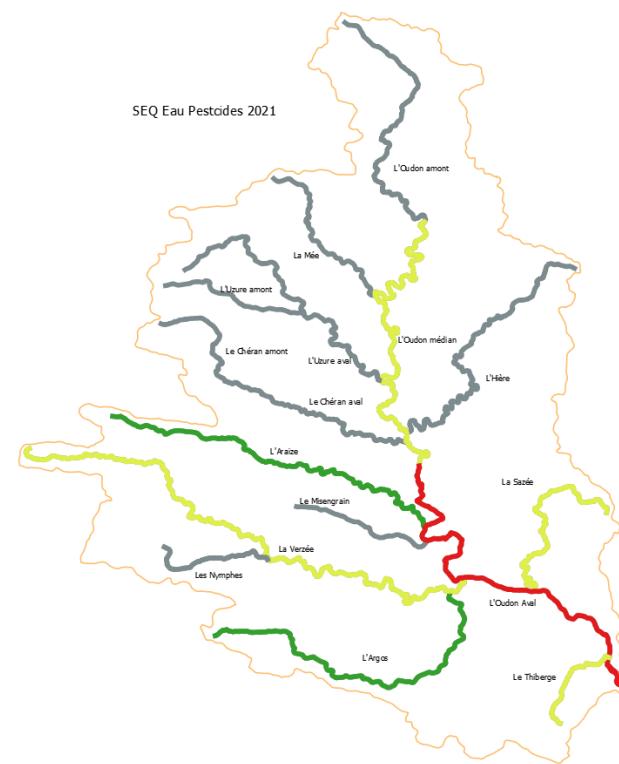 SEQ Eau Pestcides 2021
L'Oudon amont
La Mée
L'Uzure amont
L'Oudon médian
Le Chéran amont
L'Uzure aval
L'Hière
Le Chéran aval
L'Araize
La Sazée
Le Misengrain
La Verzée
Les Nymphes
L'Oudon Aval
L'Argos
Le Thiberge